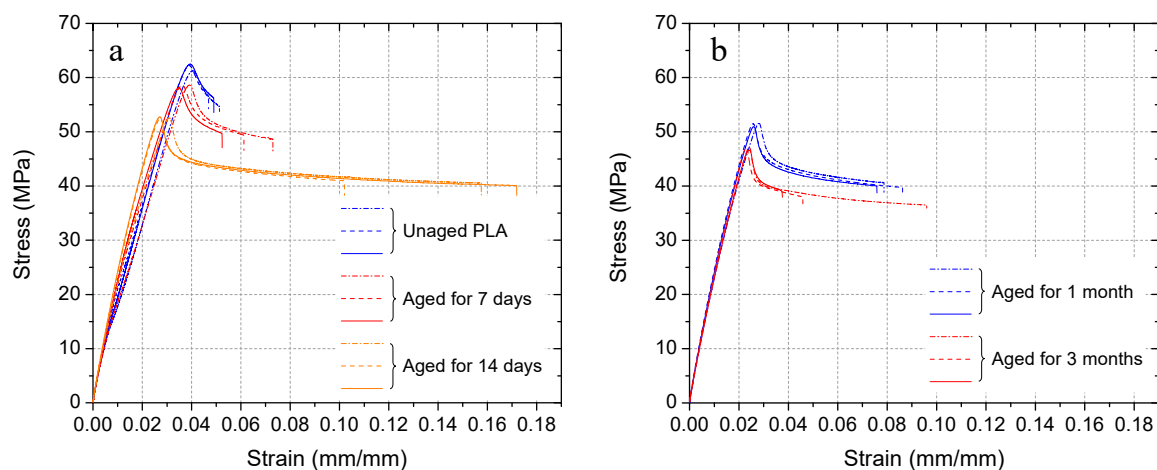 a
70
60
50
40
30
20
10
0
Stress (MPa)
Unaged PLA
Aged for 7 days
Aged for 14 days
0.00 0.02 0.04 0.06 0.08 0.10 0.12 0.14 0.16 0.18
Strain (mm/mm)
b
70
60
50
40
30
20
10
0
Stress (MPa)
Aged for 1 month
Aged for 3 months
0.00 0.02 0.04 0.06 0.08 0.10 0.12 0.14 0.16 0.18
Strain (mm/mm)